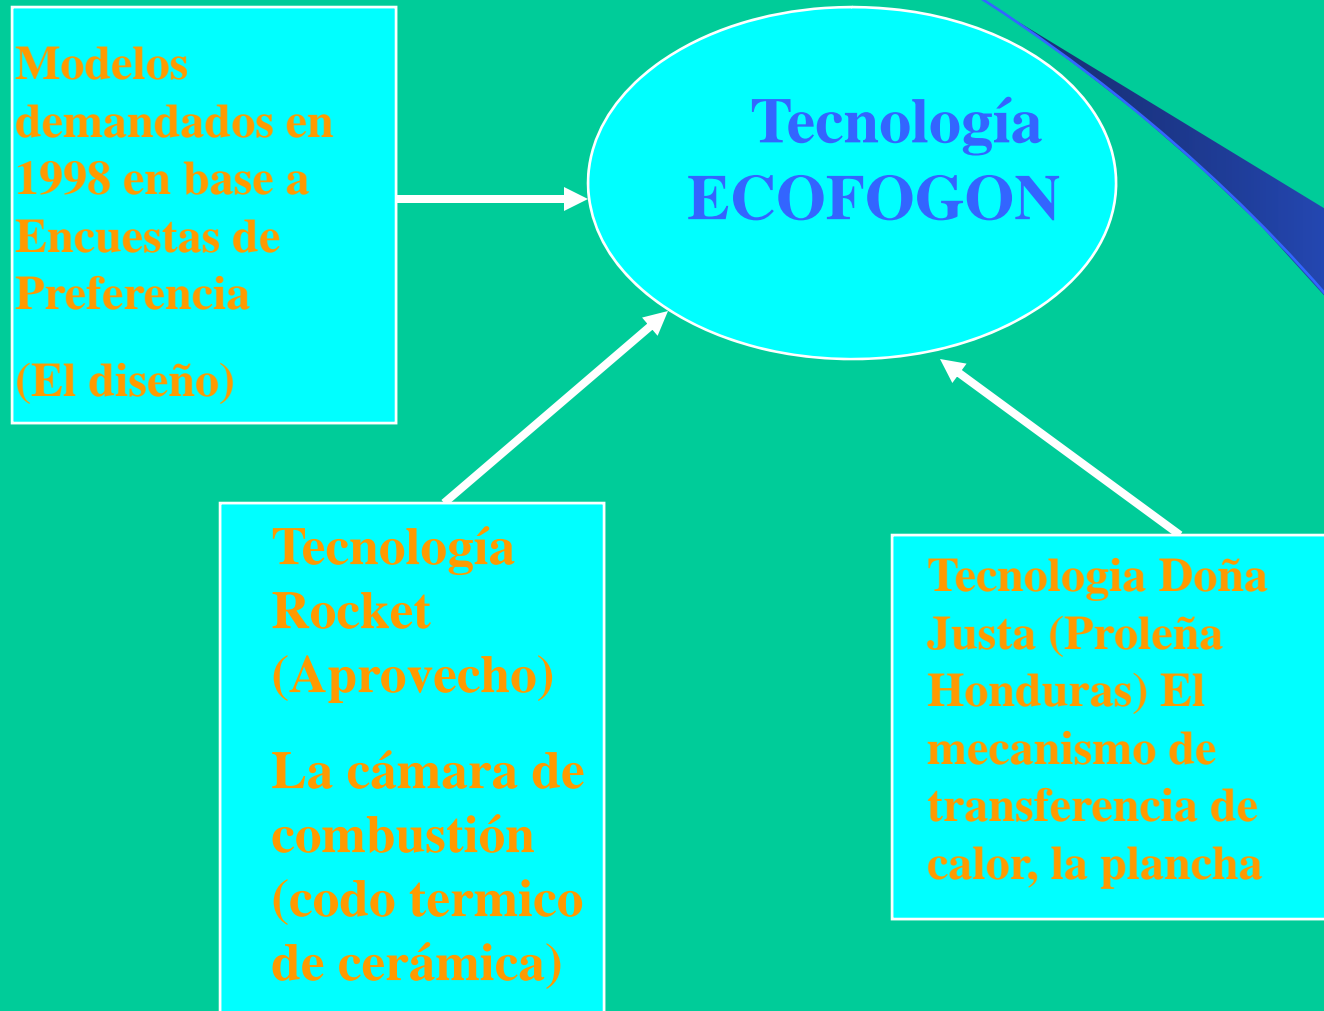 Modelos
demandados en
1998 en base a
Encuestas de
Preferencia
(El diseño)
Tecnología
ECOFOGON
Tecnología
Rocket
(Aprovecho)
La cámara de
combustión
(codo termico
de cerámica)
Tecnologia Doña
Justa (Proleña
Honduras) El
mecanismo de
transferencia de
calor, la plancha